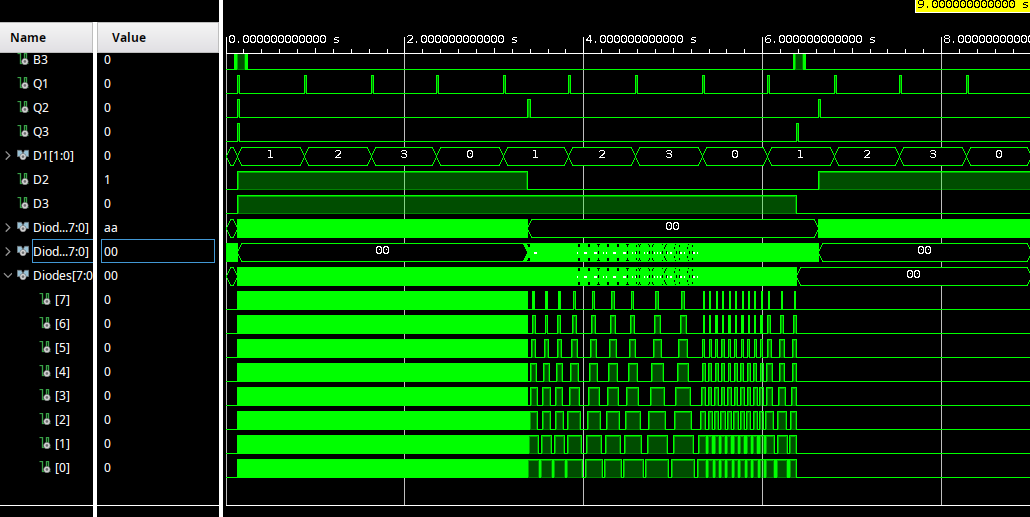 9.000000000000 s
Name Value
0.000000000000 s 2.000000000000 s 4.000000000000 s 6.000000000000 s 8.0000000000
B3 0
Q1 0
Q2 0
Q3 0
D1[1:0] 0 1 2 3 0 1 2 3 0 1 2 3 0
D2 1
D3 0
Diod...7:0] aa 00
Diod...7:0] 00 00 00
Diodes[7:0 00 00
[7] 0
[6] 0
[5] 0
[4] 0
[3] 0
[2] 0
[1] 0
[0] 0